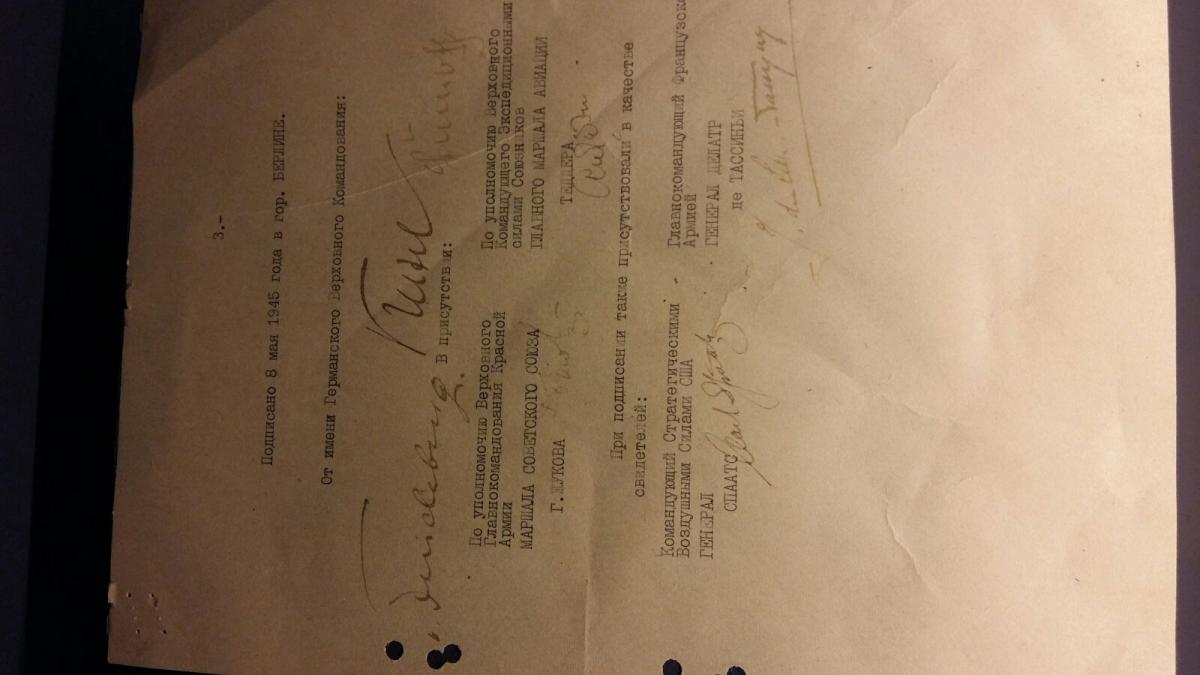 3.-
Подписано 8 мая 1945 года в гор. БЕРЛИНЕ.
От имени Германского Верховного Командования:
В присутствии:
По уполномочию Верховного
Главнокомандования Красной
Армии
МАРШАЛА СОВЕТСКОГО СОЮЗА
Г.ЖУКОВА
По уполномочию Верховного
Командующего Экспедиционными
силами Союзников
ГЛАВНОГО МАРШАЛА АВИАЦИИ
ТЕДДЕРА
При подписании также присутствовали в качестве
свидетелей:
Командующий Стратегическими
Воздушными Силами США
ГЕНЕРАЛ
СПААТС
Carl Spaatz
Главнокомандующий Французской
Армией
ГЕНЕРАЛ ДЕЛАТР
де ТАССИНЬИ